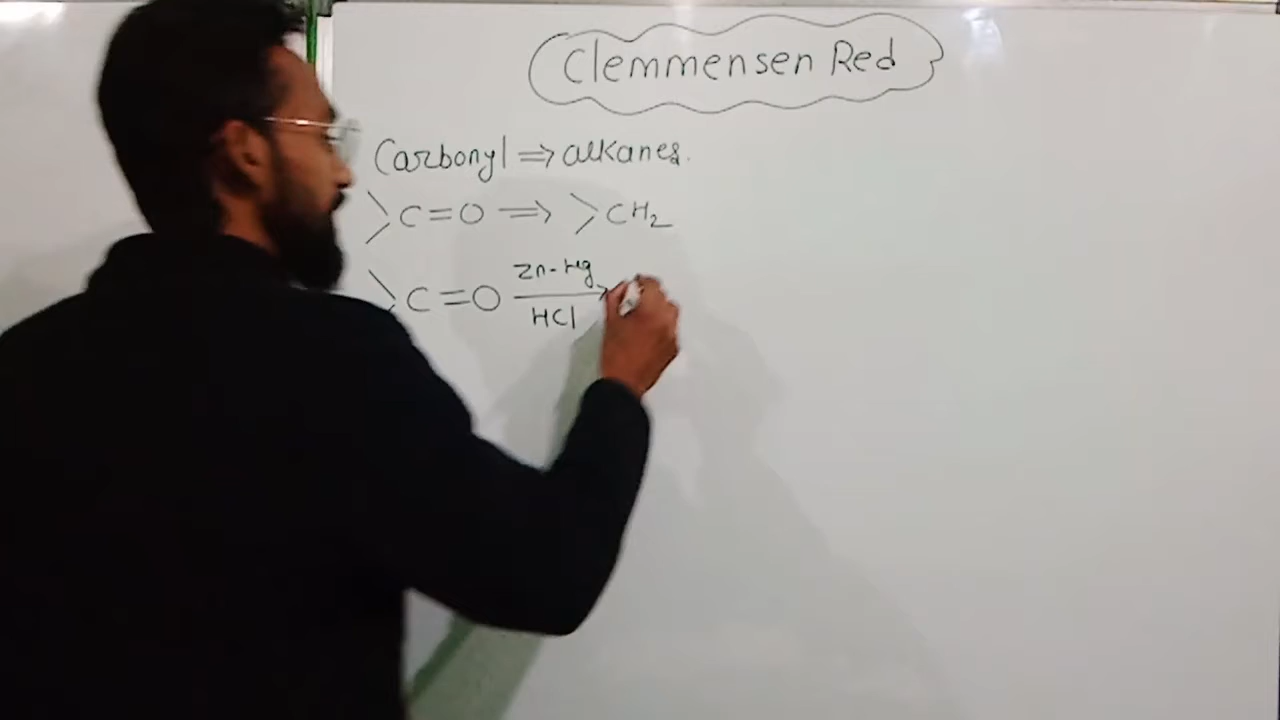 Clemmensen Red
Carbonyl ⇒ alkanes.
>C=O ⇒ >CH₂
>C=O Zn-Hg→
HCl